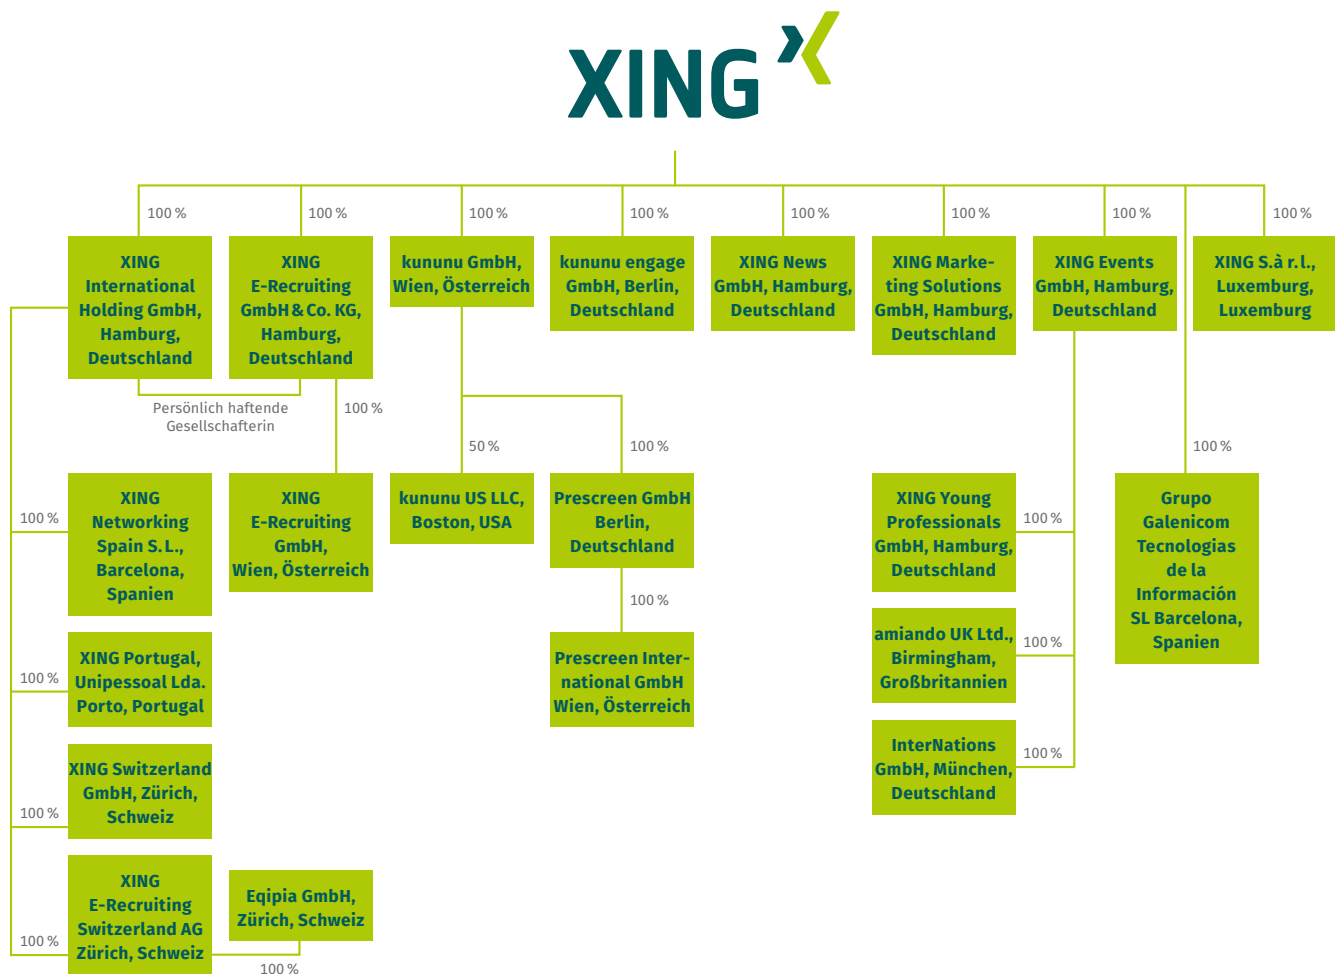 XING
100 %
100 %
100 %
100 %
100 %
100 %
100 %
100 %
XING
International
Holding GmbH,
Hamburg,
Deutschland
XING
E-Recruiting
GmbH & Co. KG,
Hamburg,
Deutschland
kununu GmbH,
Wien, Österreich
kununu engage
GmbH, Berlin,
Deutschland
XING News
GmbH, Hamburg,
Deutschland
XING Marke-
ting Solutions
GmbH, Hamburg,
Deutschland
XING Events
GmbH, Hamburg,
Deutschland
XING S.à r. l.,
Luxemburg,
Luxemburg
Persönlich haftende
Gesellschafterin
100 %
50 %
100 %
100 %
100 %
XING
Networking
Spain S. L.,
Barcelona,
Spanien
XING
E-Recruiting
GmbH,
Wien, Österreich
kununu US LLC,
Boston, USA
Prescreen GmbH
Berlin,
Deutschland
XING Young
Professionals
GmbH, Hamburg,
Deutschland
100 %
Grupo
Galenicom
Tecnologias
de la
Información
SL Barcelona,
Spanien
100 %
100 %
XING Portugal,
Unipessoal Lda.
Porto, Portugal
Prescreen Inter-
national GmbH
Wien, Österreich
amiando UK Ltd.,
Birmingham,
Großbritannien
100 %
100 %
XING Switzerland
GmbH, Zürich,
Schweiz
InterNations
GmbH, München,
Deutschland
100 %
100 %
XING
E-Recruiting
Switzerland AG
Zürich, Schweiz
Eqipia GmbH,
Zürich, Schweiz
100 %